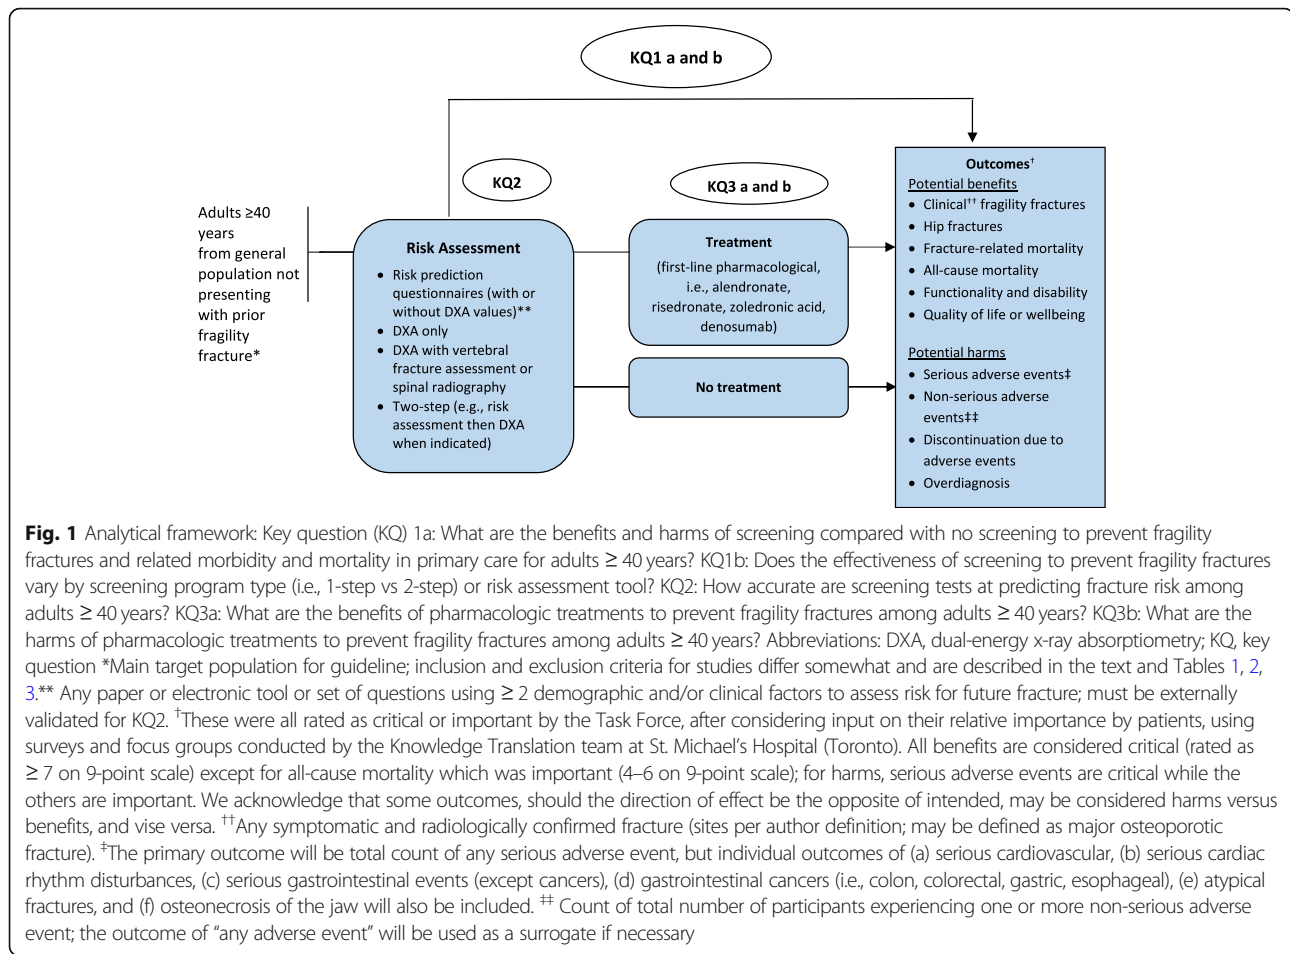 KQ1 a and b
KQ2
KQ3 a and b
Adults ≥40
years
from general
population not
presenting
with prior
fragility
fracture*
Risk Assessment
• Risk prediction
questionnaires (with or
without DXA values)**
• DXA only
• DXA with vertebral
fracture assessment or
spinal radiography
• Two-step (e.g., risk
assessment then DXA
when indicated)
Treatment
(first-line pharmacological,
i.e., alendronate,
risedronate, zoledronic acid,
denosumab)
No treatment
Outcomes†
Potential benefits
• Clinical†† fragility fractures
• Hip fractures
• Fracture-related mortality
• All-cause mortality
• Functionality and disability
• Quality of life or wellbeing
Potential harms
• Serious adverse events‡
• Non-serious adverse
events‡‡
• Discontinuation due to
adverse events
• Overdiagnosis
Fig. 1 Analytical framework: Key question (KQ) 1a: What are the benefits and harms of screening compared with no screening to prevent fragility
fractures and related morbidity and mortality in primary care for adults ≥ 40 years? KQ1b: Does the effectiveness of screening to prevent fragility fractures
vary by screening program type (i.e., 1-step vs 2-step) or risk assessment tool? KQ2: How accurate are screening tests at predicting fracture risk among
adults ≥ 40 years? KQ3a: What are the benefits of pharmacologic treatments to prevent fragility fractures among adults ≥ 40 years? KQ3b: What are the
harms of pharmacologic treatments to prevent fragility fractures among adults ≥ 40 years? Abbreviations: DXA, dual-energy x-ray absorptiometry; KQ, key
question *Main target population for guideline; inclusion and exclusion criteria for studies differ somewhat and are described in the text and Tables 1, 2,
3.** Any paper or electronic tool or set of questions using ≥ 2 demographic and/or clinical factors to assess risk for future fracture; must be externally
validated for KQ2. †These were all rated as critical or important by the Task Force, after considering input on their relative importance by patients, using
surveys and focus groups conducted by the Knowledge Translation team at St. Michael's Hospital (Toronto). All benefits are considered critical (rated as
≥ 7 on 9-point scale) except for all-cause mortality which was important (4–6 on 9-point scale); for harms, serious adverse events are critical while the
others are important. We acknowledge that some outcomes, should the direction of effect be the opposite of intended, may be considered harms versus
benefits, and vise versa. ††Any symptomatic and radiologically confirmed fracture (sites per author definition; may be defined as major osteoporotic
fracture). ‡The primary outcome will be total count of any serious adverse event, but individual outcomes of (a) serious cardiovascular, (b) serious cardiac
rhythm disturbances, (c) serious gastrointestinal events (except cancers), (d) gastrointestinal cancers (i.e., colon, colorectal, gastric, esophageal), (e) atypical
fractures, and (f) osteonecrosis of the jaw will also be included. ‡‡ Count of total number of participants experiencing one or more non-serious adverse
event; the outcome of "any adverse event" will be used as a surrogate if necessary